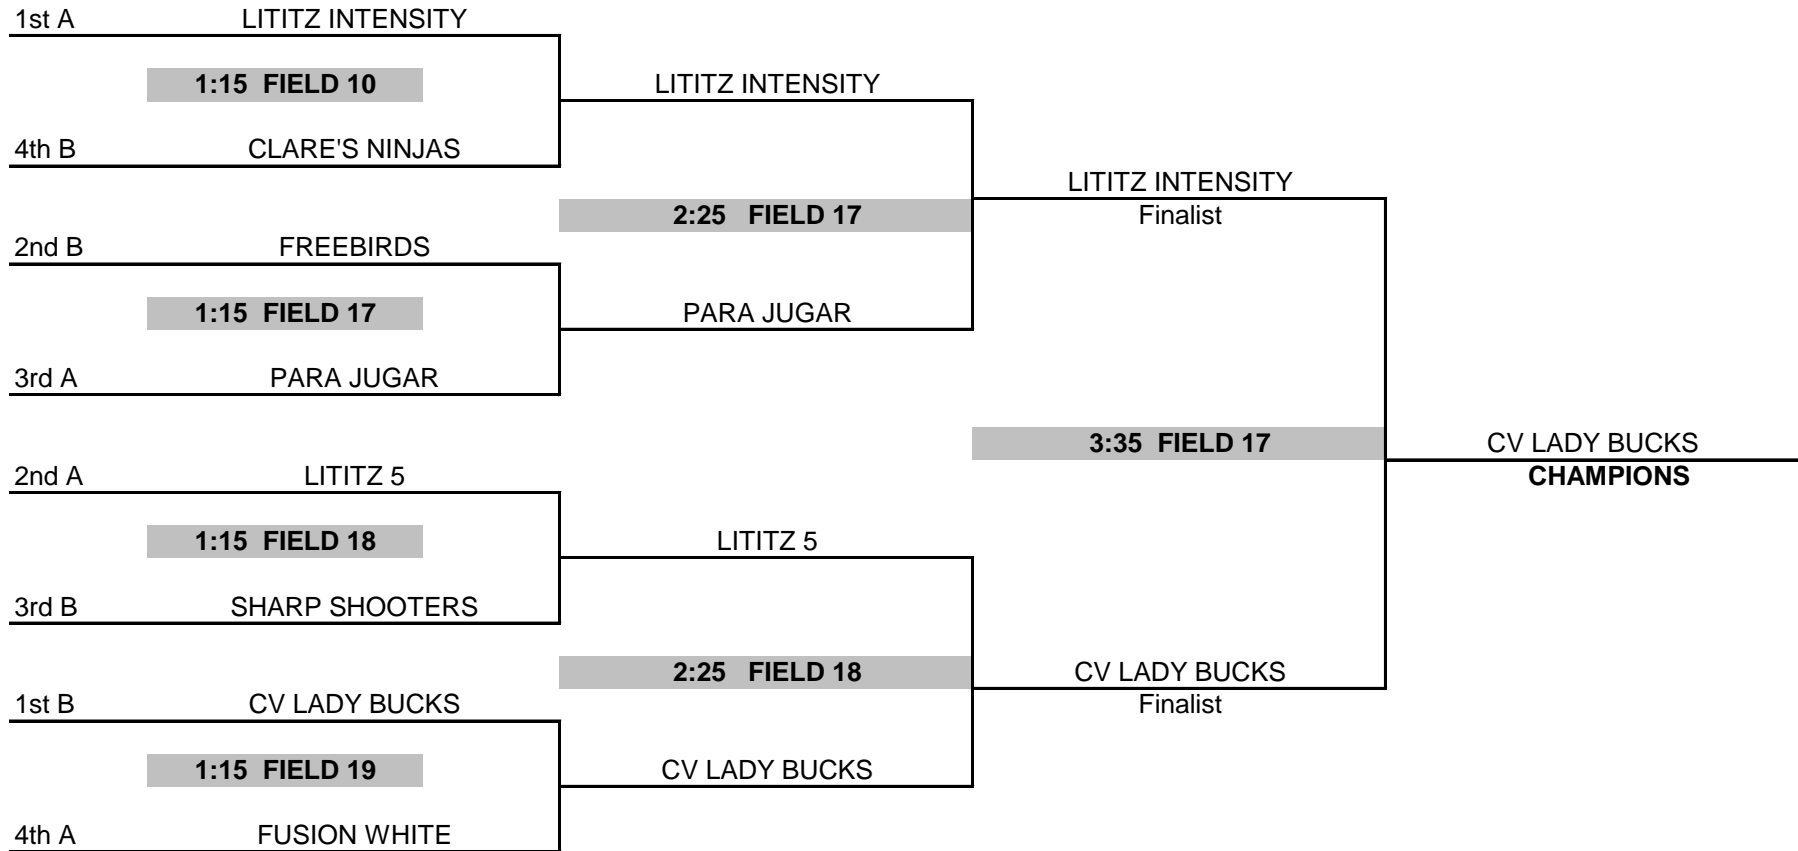 1st A LITITZ INTENSITY
1:15 FIELD 10 LITITZ INTENSITY
4th B CLARE'S NINJAS
LITITZ INTENSITY
2:25 FIELD 17 Finalist
2nd B FREEBIRDS
1:15 FIELD 17 PARA JUGAR
3rd A PARA JUGAR
3:35 FIELD 17 CV LADY BUCKS
2nd A LITITZ 5 CHAMPIONS
1:15 FIELD 18 LITITZ 5
3rd B SHARP SHOOTERS
2:25 FIELD 18 CV LADY BUCKS
1st B CV LADY BUCKS Finalist
1:15 FIELD 19 CV LADY BUCKS
4th A FUSION WHITE